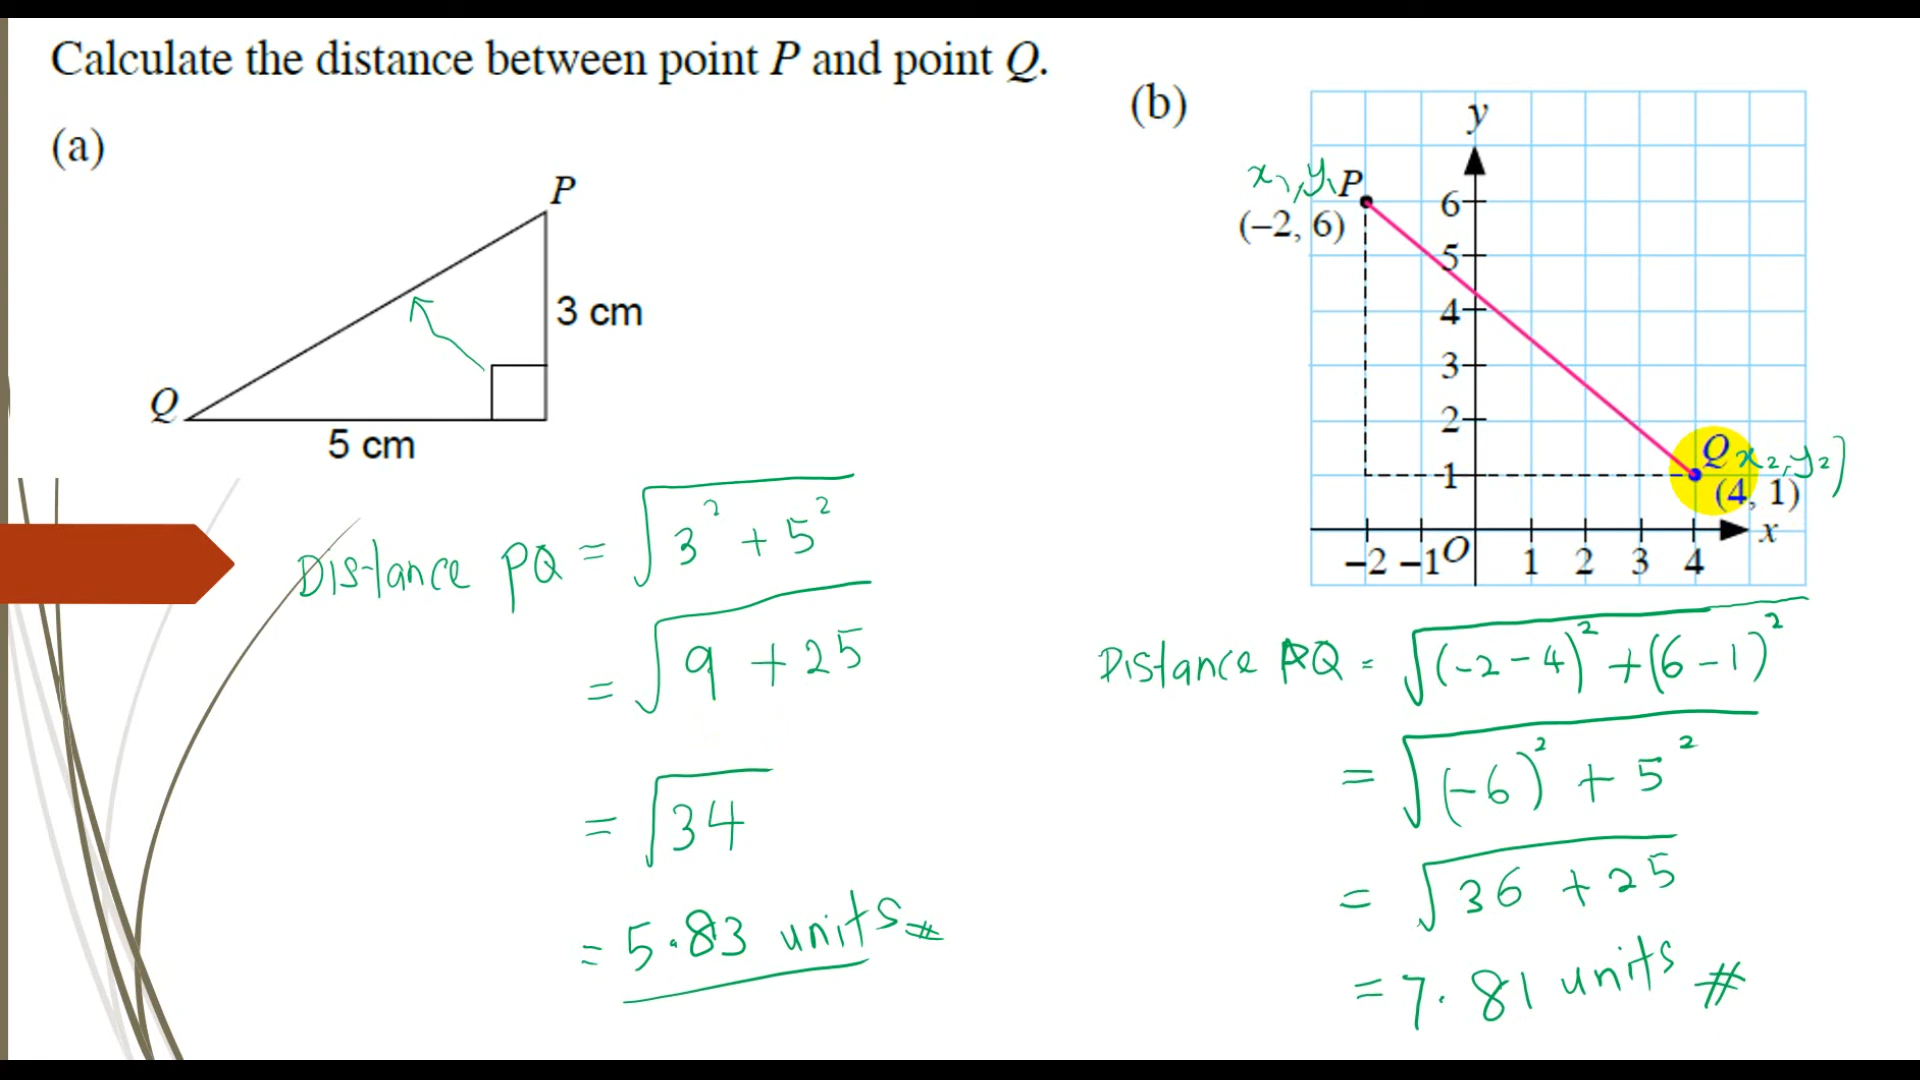 Calculate the distance between point P and point Q.
(a)
P
3 cm
Q
5 cm
Distance PQ = √3² + 5²
= √9 + 25
= √34
= 5.83 units #
(b)
y
x₁, y₁ P
(–2, 6)
6
5
4
3
2
1
Q x₂, y₂)
(4, 1)
x
–2 –1 O 1 2 3 4
Distance PQ = √(-2-4)² + (6-1)²
= √(-6)² + 5²
= √36 + 25
= 7.81 units #